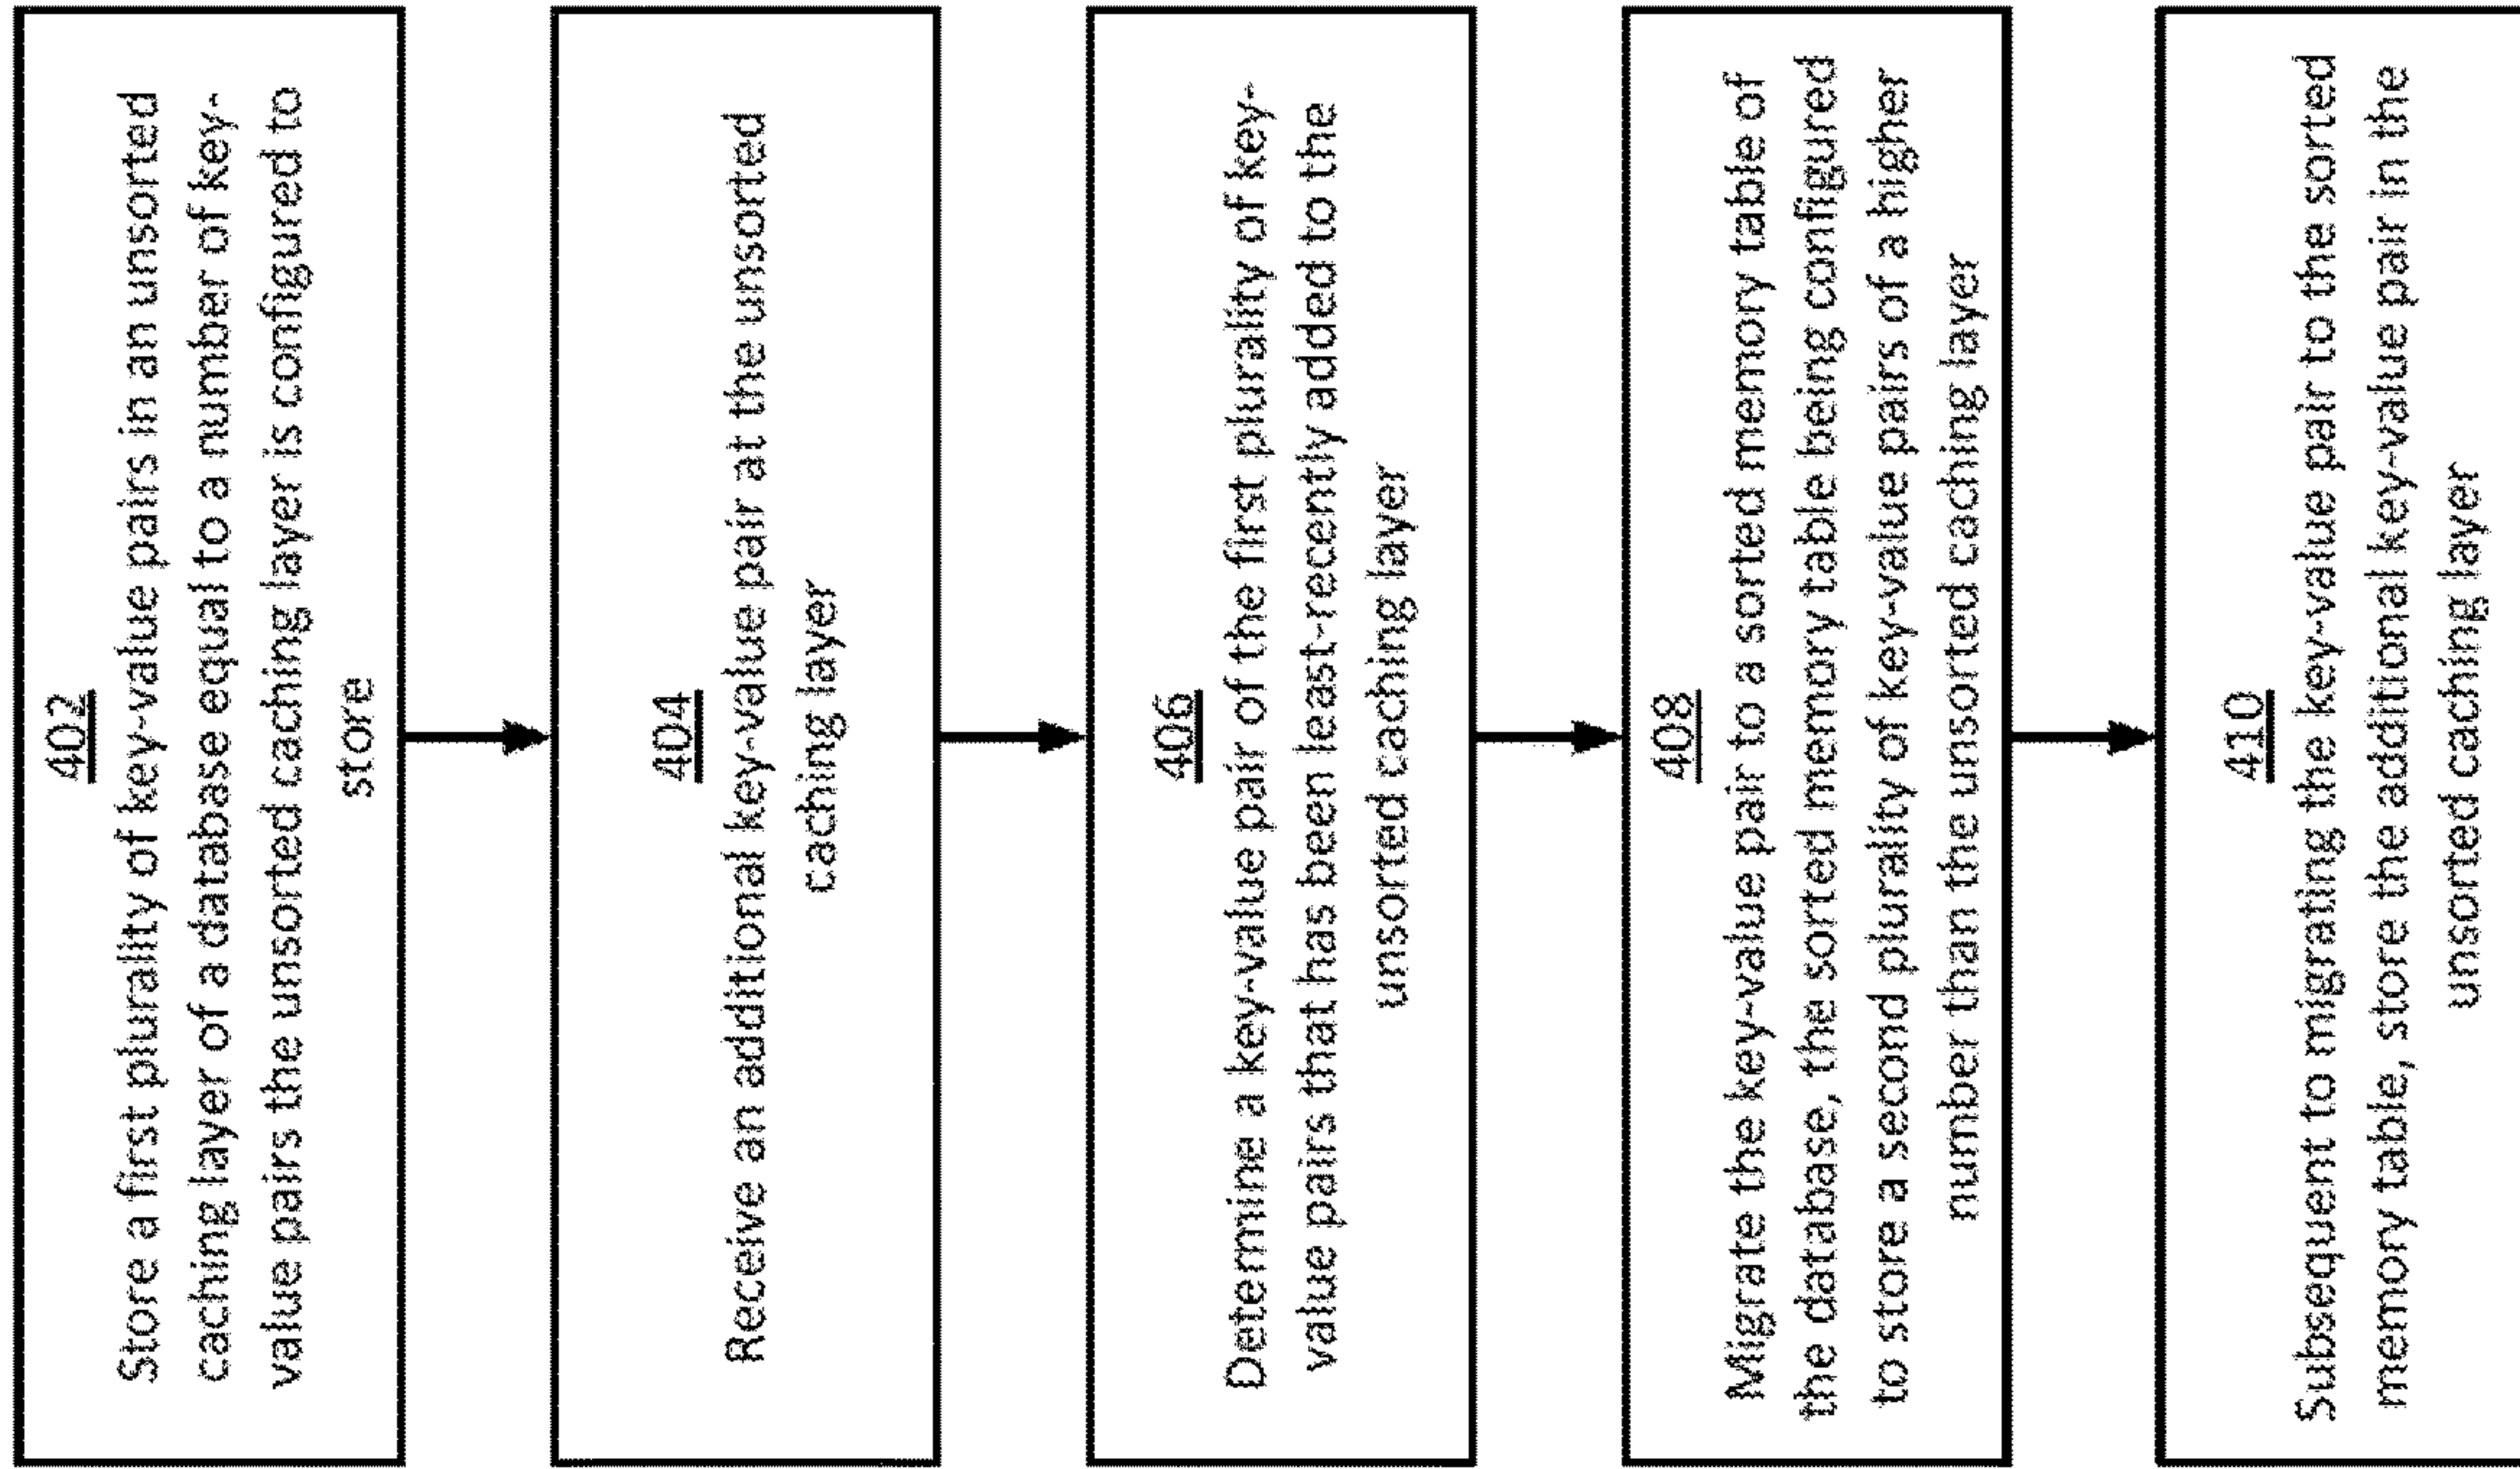 402
Store a first plurality of key-value pairs in an unsorted
caching layer of a database equal to a number of key-
value pairs the unsorted caching layer is configured to
store
404
Receive an additional key-value pair at the unsorted
caching layer
406
Determine a key-value pair of the first plurality of key-
value pairs that has been least-recently added to the
unsorted caching layer
408
Migrate the key-value pair to a sorted memory table of
the database, the sorted memory table being configured
to store a second plurality of key-value pairs of a higher
number than the unsorted caching layer
410
Subsequent to migrating the key-value pair to the sorted
memory table, store the additional key-value pair in the
unsorted caching layer